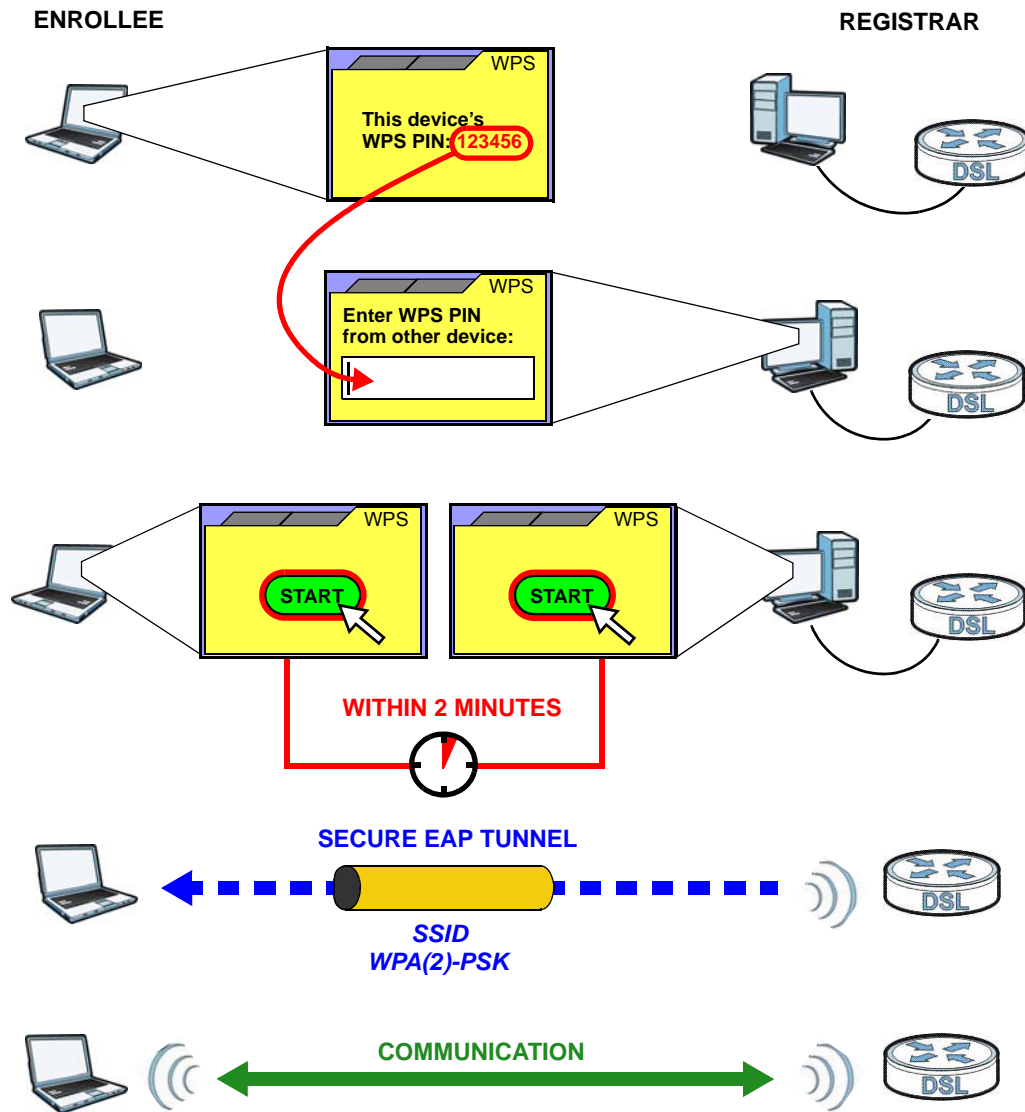 ENROLLEE
REGISTRAR
WPS
This device's
WPS PIN: 123456
DSL
WPS
Enter WPS PIN
from other device:
DSL
WPS
START
WPS
START
DSL
WITHIN 2 MINUTES
SECURE EAP TUNNEL
SSID
WPA(2)-PSK
DSL
COMMUNICATION
DSL